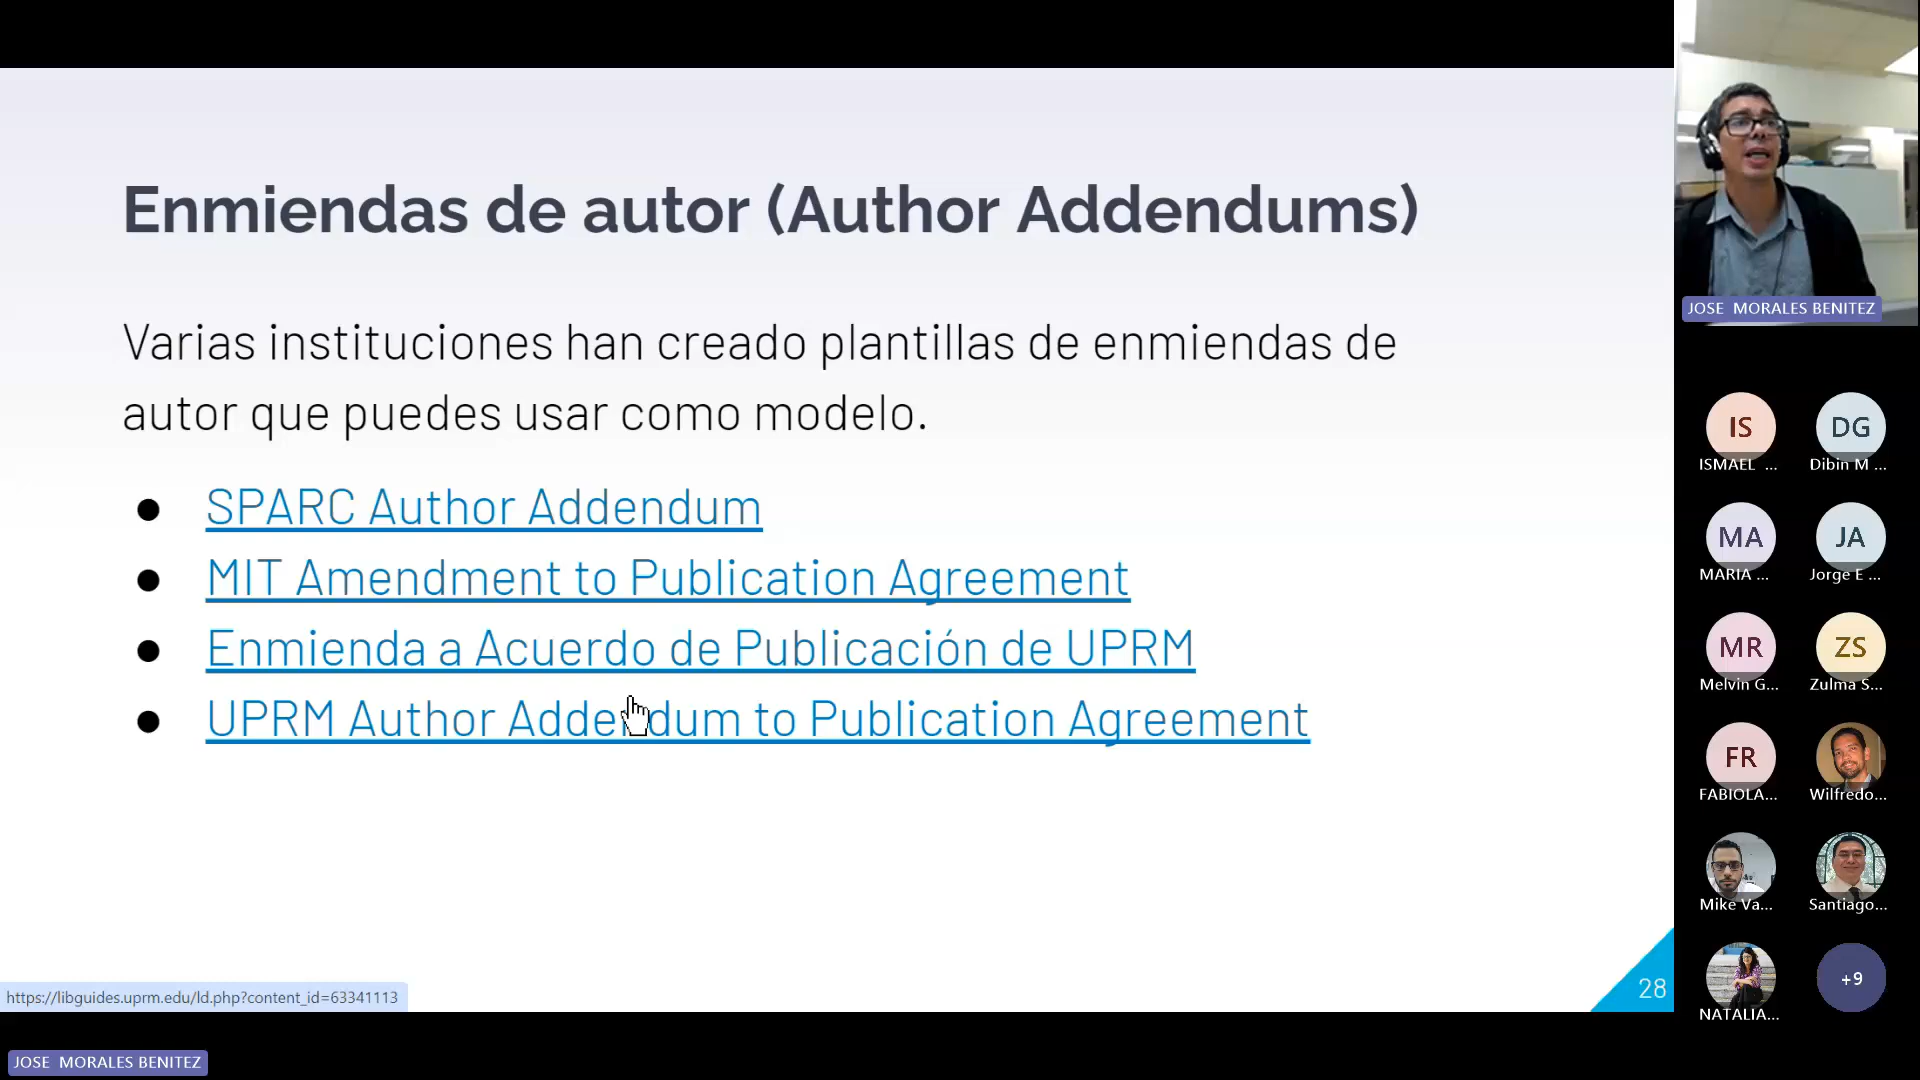 Enmiendas de autor (Author Addendums)
Varias instituciones han creado plantillas de enmiendas de
autor que puedes usar como modelo.
● SPARC Author Addendum
● MIT Amendment to Publication Agreement
● Enmienda a Acuerdo de Publicación de UPRM
● UPRM Author Addendum to Publication Agreement
28
https://libguides.uprm.edu/ld.php?content_id=63341113
JOSE MORALES BENITEZ
JOSE MORALES BENITEZ
IS
ISMAEL ...
DG
Dibin M ...
MA
MARIA ...
JA
Jorge E ...
MR
Melvin G...
ZS
Zulma S...
FR
FABIOLA...
Wilfredo...
Mike Va...
Santiago...
NATALIA...
+9